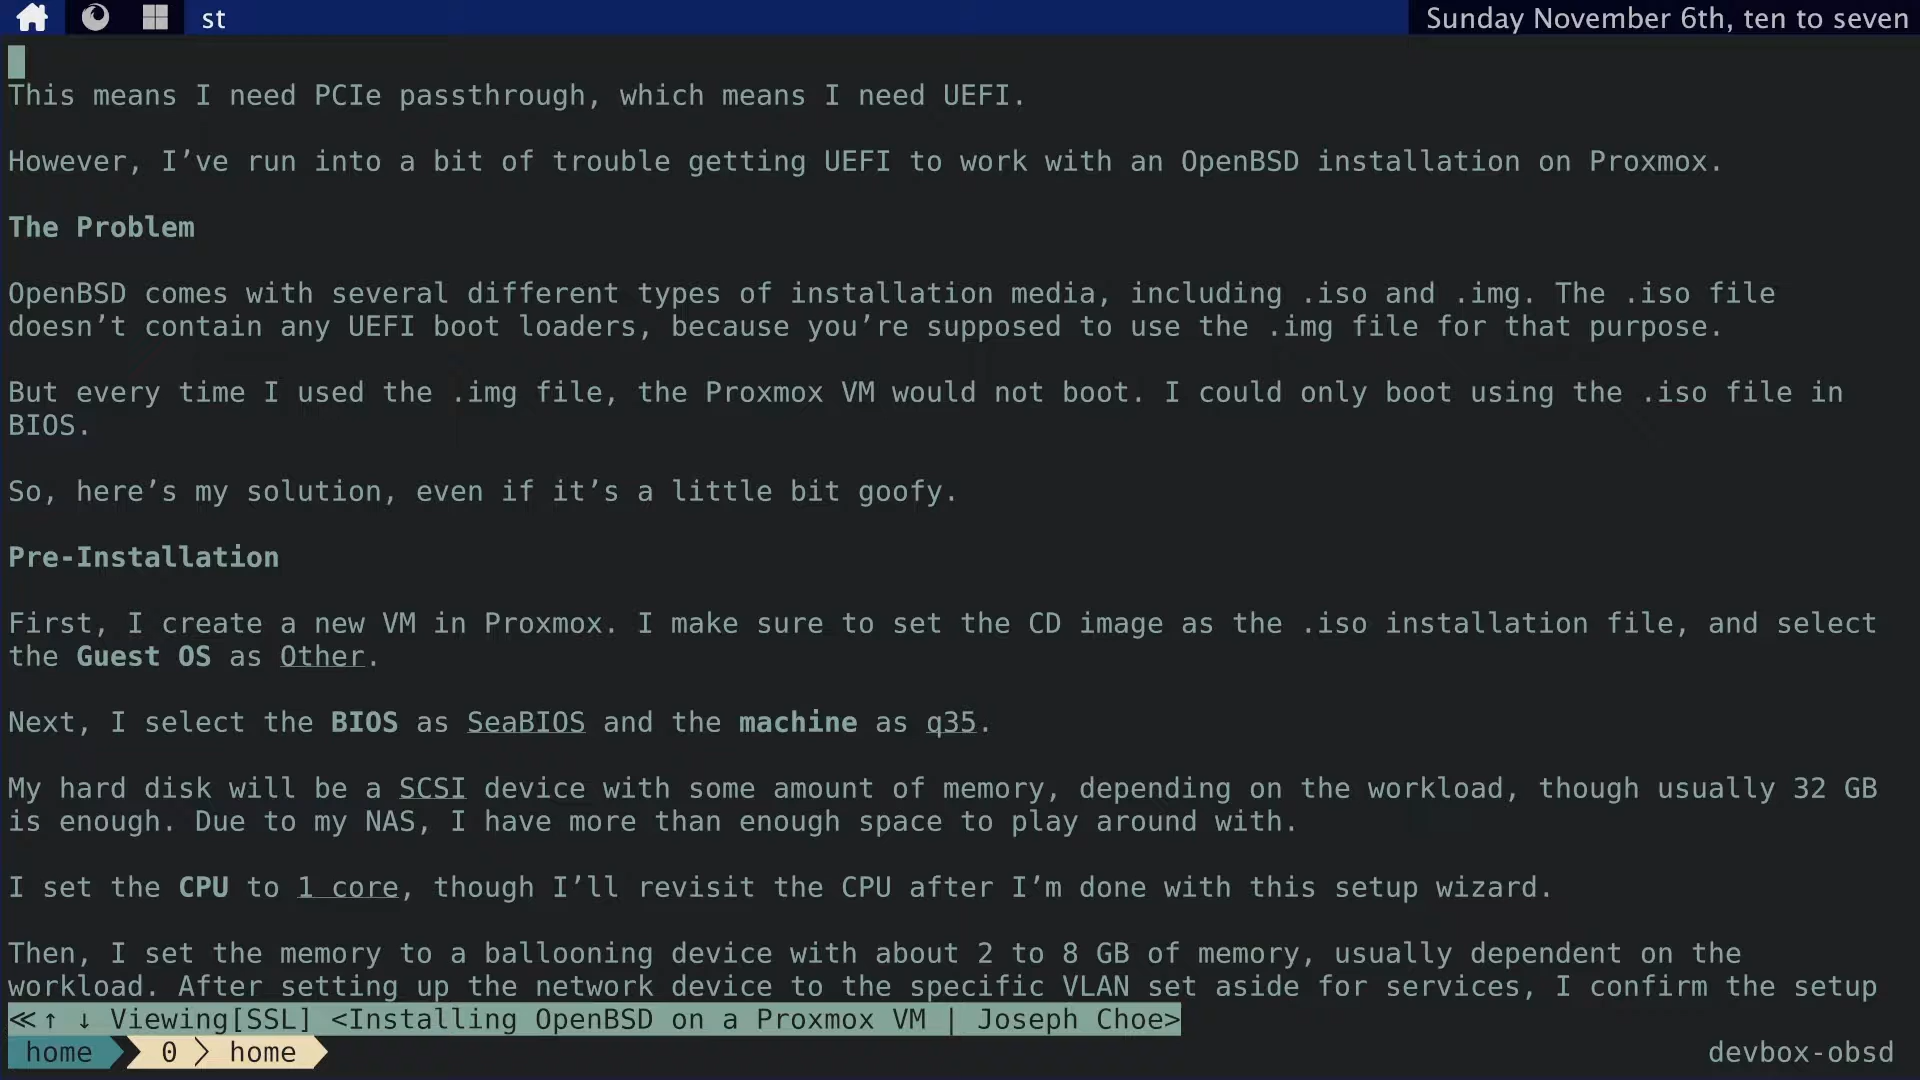 st
Sunday November 6th, ten to seven
This means I need PCIe passthrough, which means I need UEFI.
However, I’ve run into a bit of trouble getting UEFI to work with an OpenBSD installation on Proxmox.
The Problem
OpenBSD comes with several different types of installation media, including .iso and .img. The .iso file
doesn’t contain any UEFI boot loaders, because you’re supposed to use the .img file for that purpose.
But every time I used the .img file, the Proxmox VM would not boot. I could only boot using the .iso file in
BIOS.
So, here’s my solution, even if it’s a little bit goofy.
Pre-Installation
First, I create a new VM in Proxmox. I make sure to set the CD image as the .iso installation file, and select
the Guest OS as Other.
Next, I select the BIOS as SeaBIOS and the machine as q35.
My hard disk will be a SCSI device with some amount of memory, depending on the workload, though usually 32 GB
is enough. Due to my NAS, I have more than enough space to play around with.
I set the CPU to 1 core, though I’ll revisit the CPU after I’m done with this setup wizard.
Then, I set the memory to a ballooning device with about 2 to 8 GB of memory, usually dependent on the
workload. After setting up the network device to the specific VLAN set aside for services, I confirm the setup
≪↑ ↓ Viewing[SSL] <Installing OpenBSD on a Proxmox VM | Joseph Choe>
home 0 home devbox-obsd